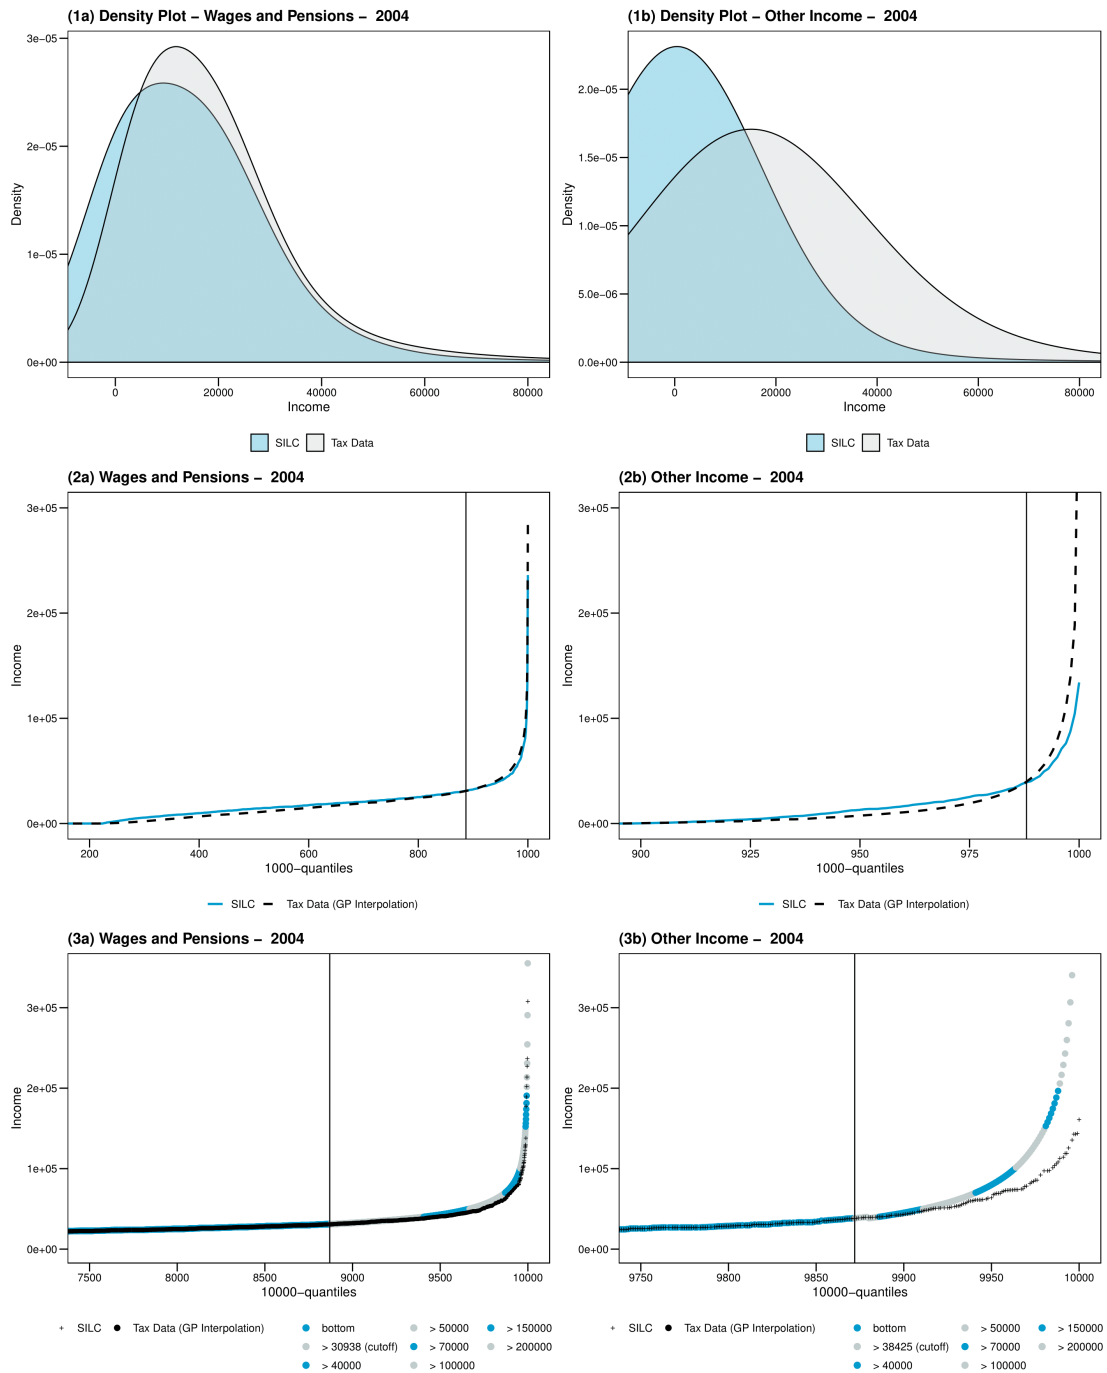 (1a) Density Plot – Wages and Pensions – 2004
3e−05
2e−05
1e−05
0e+00
Density
0 20000 40000 60000 80000
Income
SILC Tax Data
(1b) Density Plot – Other Income – 2004
2.0e−05
1.5e−05
1.0e−05
5.0e−06
0.0e+00
Density
0 20000 40000 60000 80000
Income
SILC Tax Data
(2a) Wages and Pensions – 2004
3e+05
2e+05
1e+05
0e+00
Income
200 400 600 800 1000
1000−quantiles
SILC Tax Data (GP Interpolation)
(2b) Other Income – 2004
3e+05
2e+05
1e+05
0e+00
Income
900 925 950 975 1000
1000−quantiles
SILC Tax Data (GP Interpolation)
(3a) Wages and Pensions – 2004
3e+05
2e+05
1e+05
0e+00
Income
7500 8000 8500 9000 9500 10000
10000−quantiles
SILC Tax Data (GP Interpolation) bottom > 50000 > 150000
> 30938 (cutoff) > 70000 > 200000
> 40000 > 100000
(3b) Other Income – 2004
3e+05
2e+05
1e+05
0e+00
Income
9750 9800 9850 9900 9950 10000
10000−quantiles
SILC Tax Data (GP Interpolation) bottom > 50000 > 150000
> 38425 (cutoff) > 70000 > 200000
> 40000 > 100000